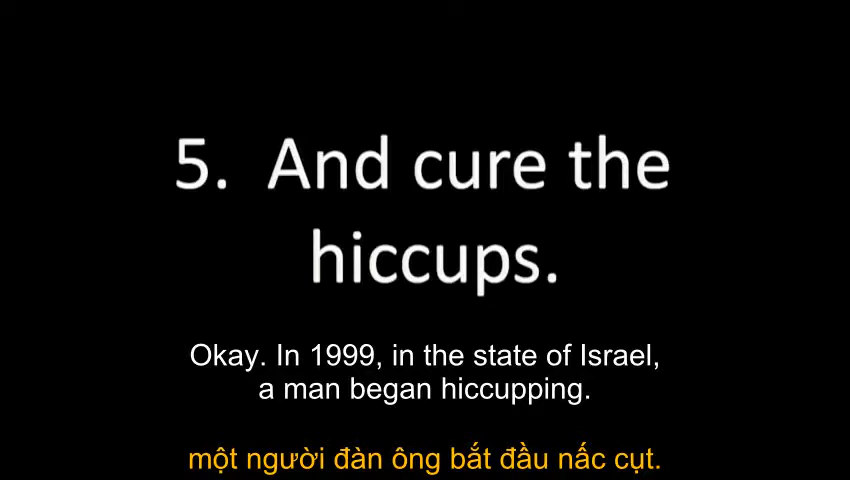 5. And cure the
hiccups.
Okay. In 1999, in the state of Israel,
a man began hiccupping.
một người đàn ông bắt đầu nấc cụt.